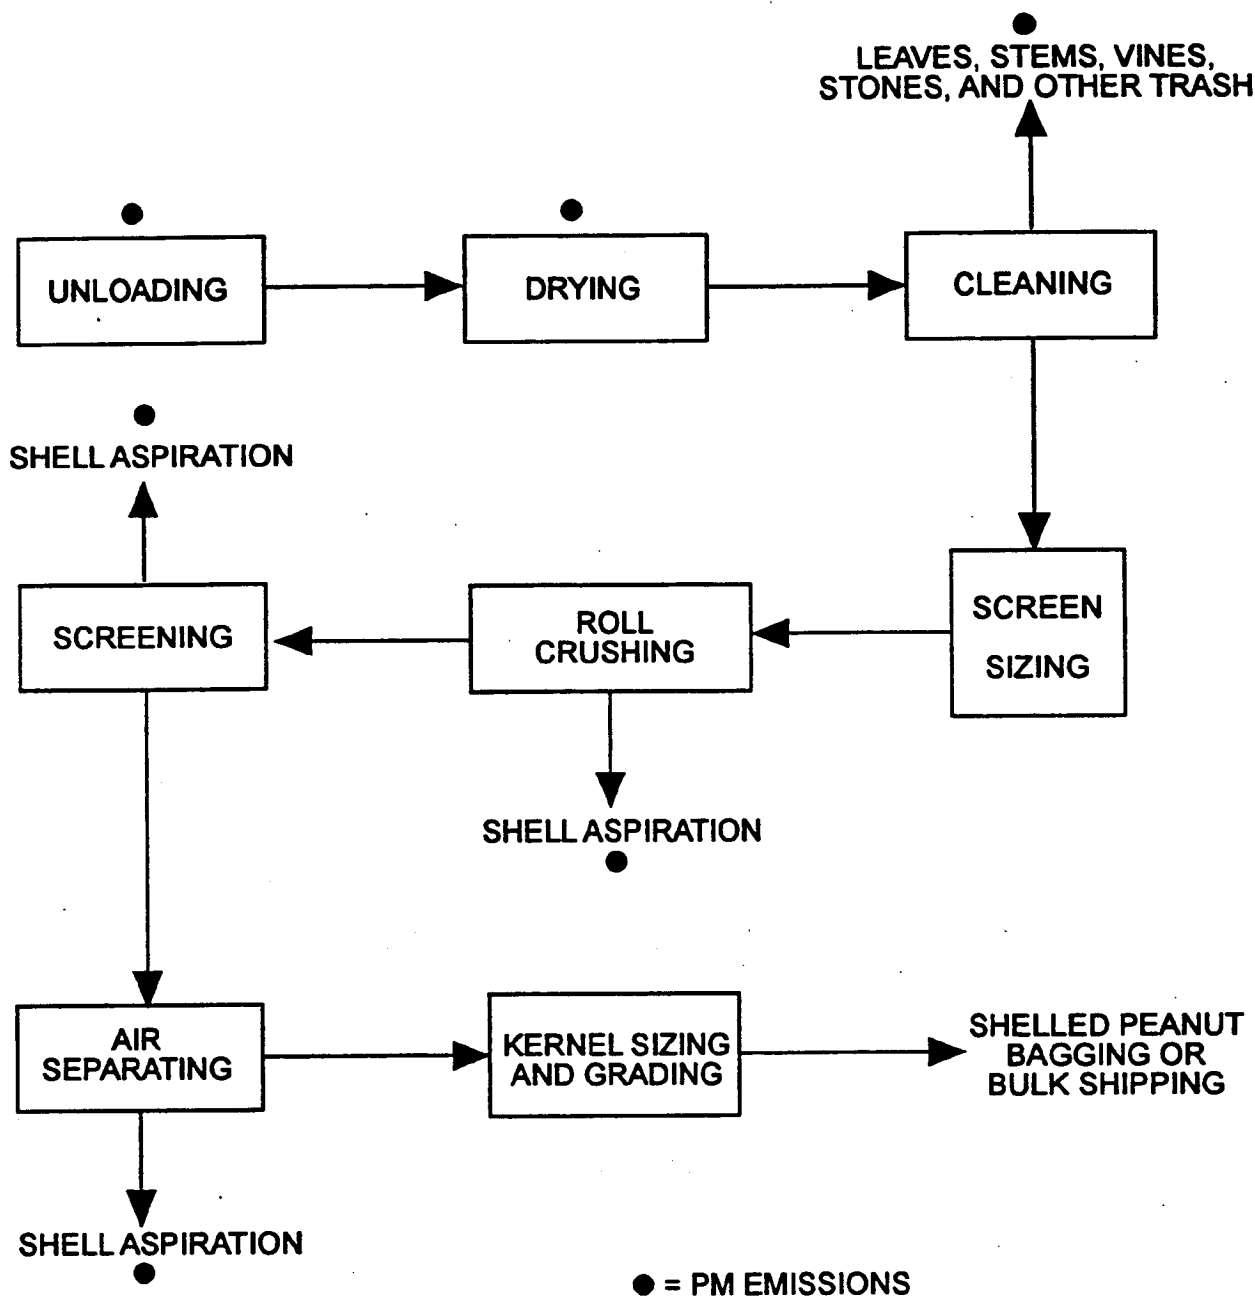 LEAVES, STEMS, VINES,
STONES, AND OTHER TRASH
UNLOADING
DRYING
CLEANING
SHELL ASPIRATION
SCREENING
ROLL
CRUSHING
SCREEN
SIZING
SHELL ASPIRATION
AIR
SEPARATING
KERNEL SIZING
AND GRADING
SHELLED PEANUT
BAGGING OR
BULK SHIPPING
SHELL ASPIRATION
● = PM EMISSIONS